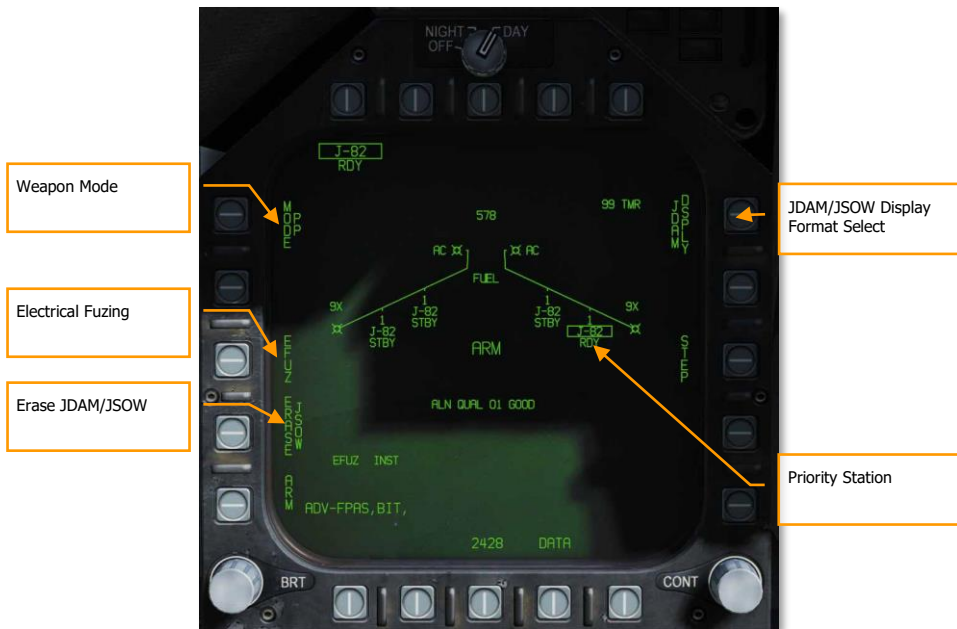 NIGHT DAY
OFF
J-82
RDY
Weapon Mode
MODE
PP
578
99 TMR
JDAM
DSPLY
JDAM/JSOW Display
Format Select
AC AC
FUEL
9X 9X
1 1
J-82 J-82
STBY STBY
1 1
J-82 J-82
STBY RDY
Electrical Fuzing
EFUZ
ARM
STEP
Erase JDAM/JSOW
ERASE
JSOW
ALN QUAL 01 GOOD
EFUZ INST
Priority Station
ARM
ADV-FPAS,BIT,
2428 DATA
BRT CONT